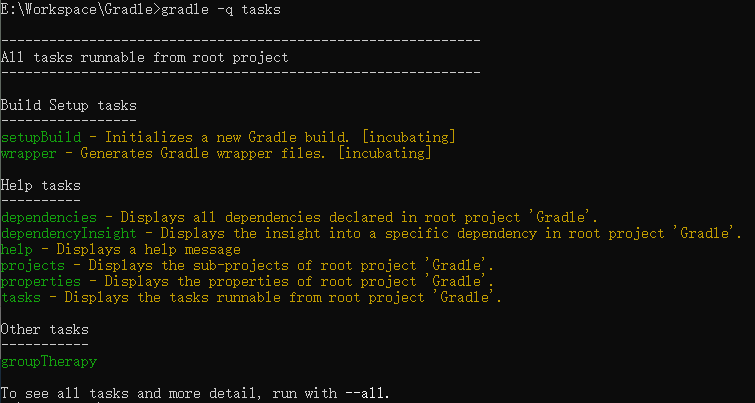 E:\Workspace\Gradle>gradle -q tasks
------------------------------------------------------------
All tasks runnable from root project
------------------------------------------------------------
Build Setup tasks
-----------------
setupBuild - Initializes a new Gradle build. [incubating]
wrapper - Generates Gradle wrapper files. [incubating]
Help tasks
----------
dependencies - Displays all dependencies declared in root project 'Gradle'.
dependencyInsight - Displays the insight into a specific dependency in root project 'Gradle'.
help - Displays a help message
projects - Displays the sub-projects of root project 'Gradle'.
properties - Displays the properties of root project 'Gradle'.
tasks - Displays the tasks runnable from root project 'Gradle'.
Other tasks
-----------
groupTherapy
To see all tasks and more detail, run with --all.